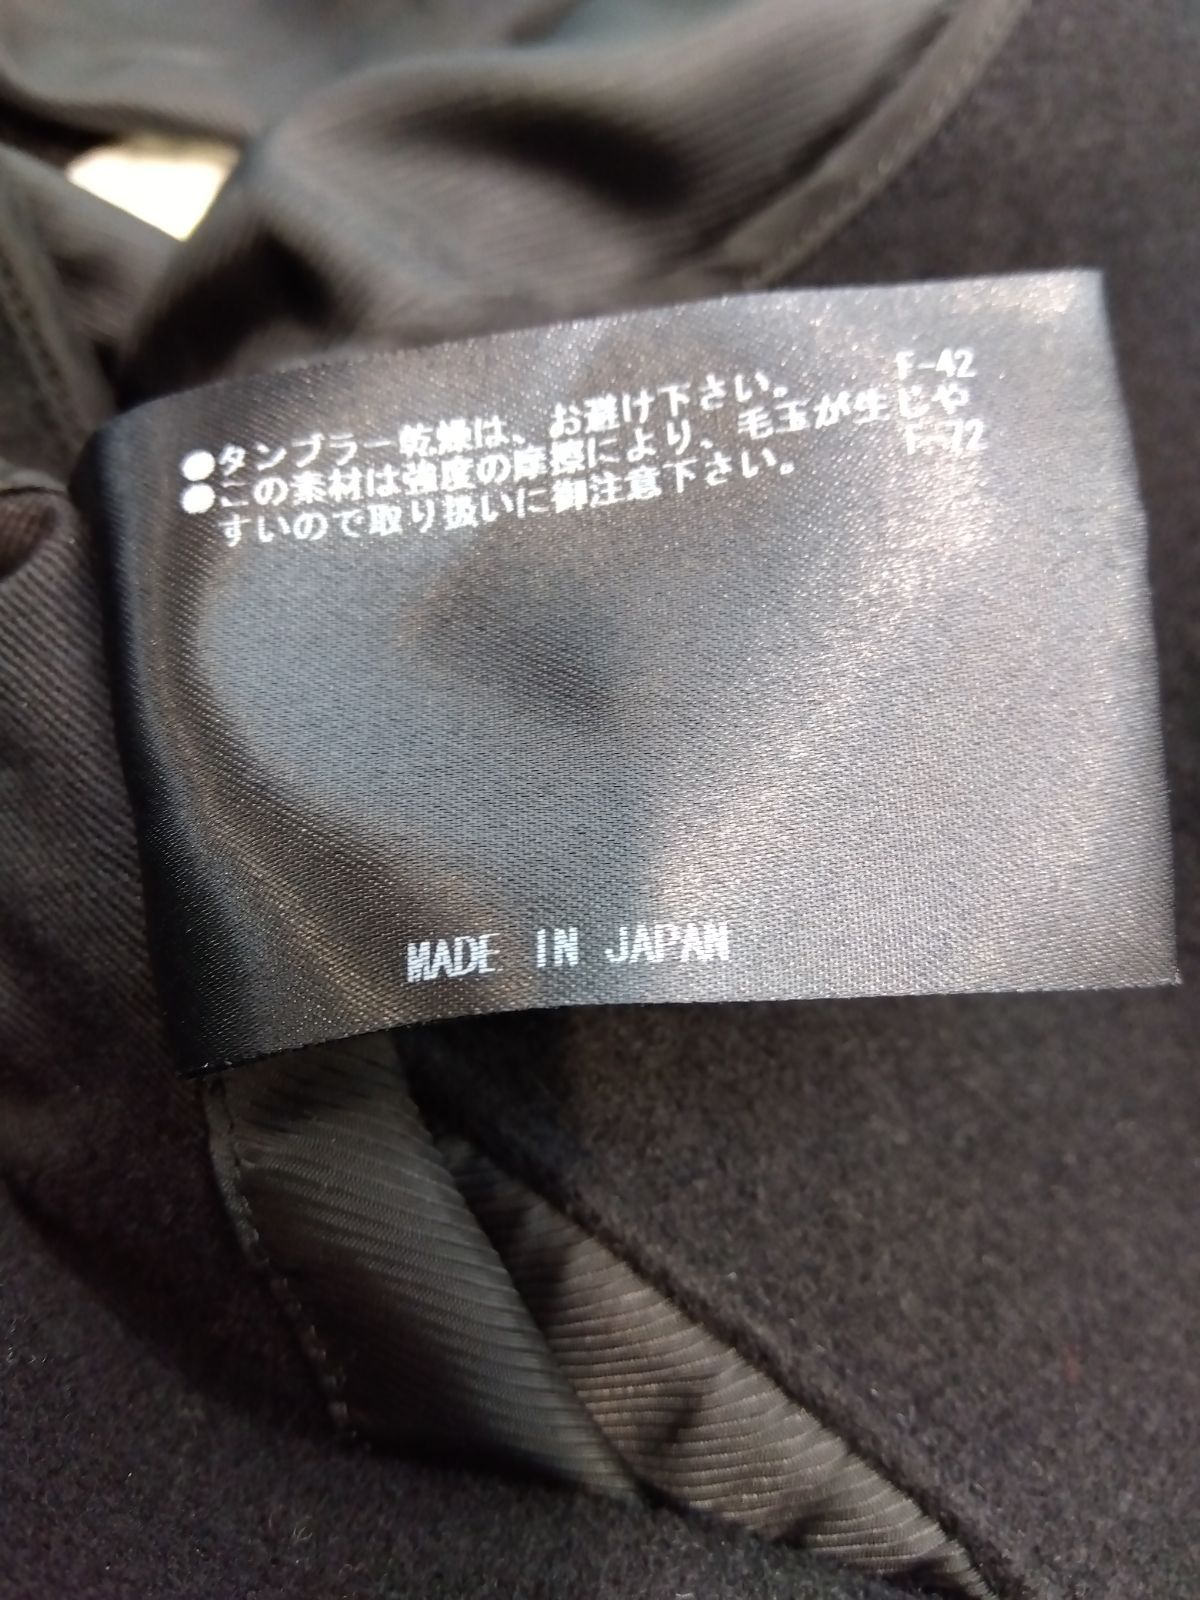 ●タンブラー乾燥は、お避け下さい。 F-42
●この素材は強度の摩擦により、毛玉が生じや
すいので取り扱いに御注意下さい。 F-72
MADE IN JAPAN